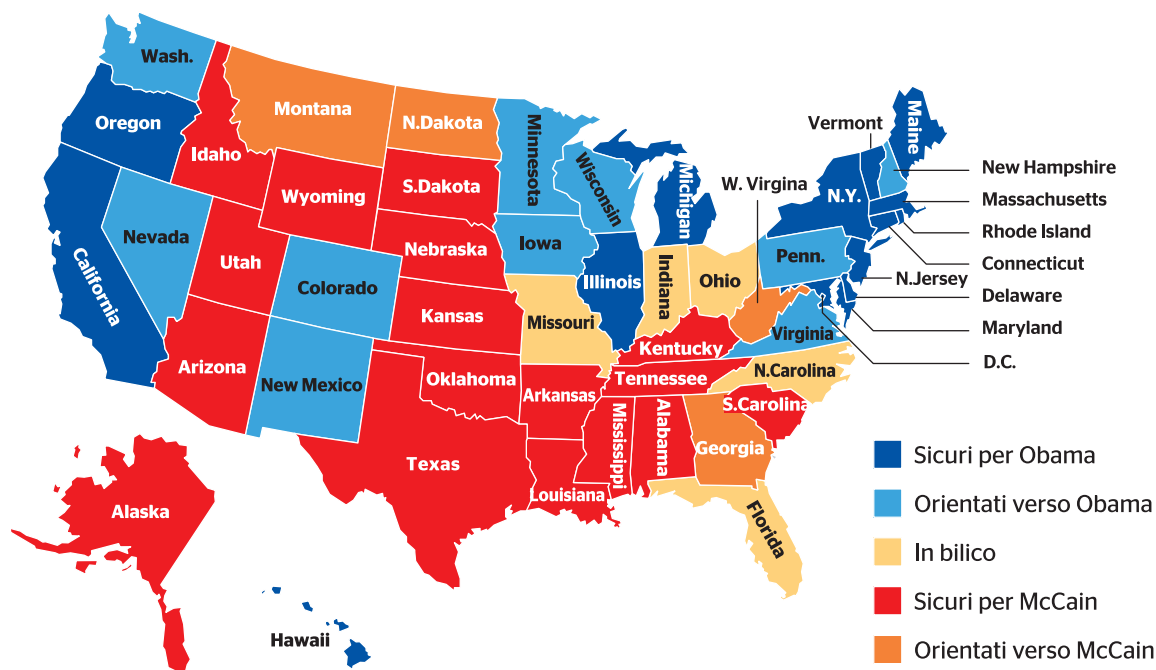 Wash.
Oregon
California
Nevada
Idaho
Montana
Wyoming
Utah
Arizona
Colorado
New Mexico
N.Dakota
S.Dakota
Nebraska
Kansas
Oklahoma
Texas
Minnesota
Iowa
Missouri
Arkansas
Louisiana
Wisconsin
Illinois
Michigan
Indiana
Ohio
Kentucky
Tennessee
Mississipi
Alabama
Georgia
Florida
S.Carolina
N.Carolina
Virginia
W. Virgina
Penn.
N.Y.
Vermont
Maine
New Hampshire
Massachusetts
Rhode Island
Connecticut
N.Jersey
Delaware
Maryland
D.C.
Alaska
Hawaii
Sicuri per Obama
Orientati verso Obama
In bilico
Sicuri per McCain
Orientati verso McCain